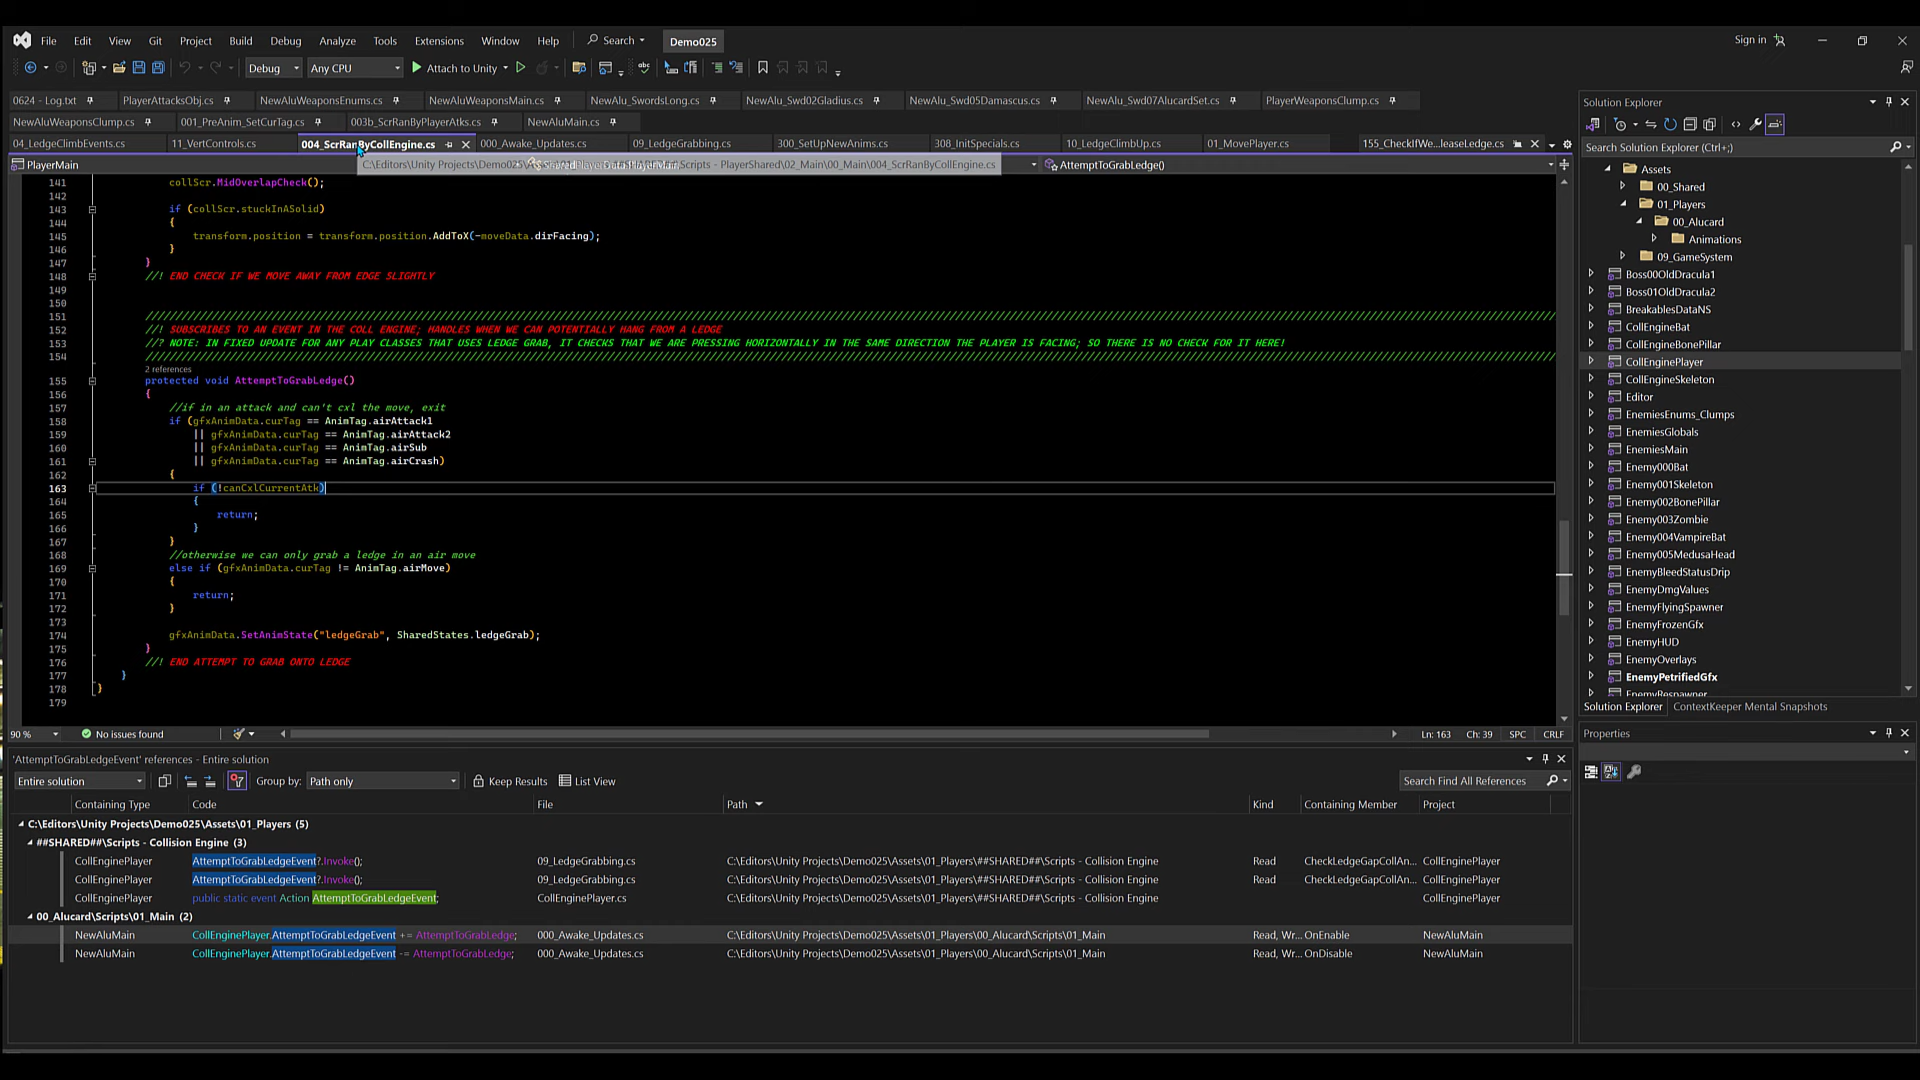 File Edit View Git Project Build Debug Analyze Tools Extensions Window Help Search Demo025 Sign in
Debug Any CPU Attach to Unity
0624 - Log.txt PlayerAttacksObj.cs NewAluWeaponsEnums.cs NewAluWeaponsMain.cs NewAlu_SwordsLong.cs NewAlu_Swd02Gladius.cs NewAlu_Swd05Damascus.cs NewAlu_Swd07AlucardSet.cs PlayerWeaponsClump.cs
NewAluWeaponsClump.cs 001_PreAnim_SetCurTag.cs 003b_ScrRanByPlayerAtks.cs NewAluMain.cs
04_LedgeClimbEvents.cs 11_VertControls.cs 004_ScrRanByCollEngine.cs 000_Awake_Updates.cs 09_LedgeGrabbing.cs 300_SetUpNewAnims.cs 308_InitSpecials.cs 10_LedgeClimbUp.cs 01_MovePlayer.cs 155_CheckIfWe...leaseLedge.cs
PlayerMain AttemptToGrabLedge()
141 collScr.MidOverlapCheck();
142
143 if (collScr.stuckInASolid)
144 {
145 transform.position = transform.position.AddToX(-moveData.dirFacing);
146 }
147 }
148 //! END CHECK IF WE MOVE AWAY FROM EDGE SLIGHTLY
149
150
151
152 //! SUBSCRIBES TO AN EVENT IN THE COLL ENGINE; HANDLES WHEN WE CAN POTENTIALLY HANG FROM A LEDGE
153 //? NOTE: IN FIXED UPDATE FOR ANY PLAY CLASSES THAT USES LEDGE GRAB, IT CHECKS THAT WE ARE PRESSING HORIZONTALLY IN THE SAME DIRECTION THE PLAYER IS FACING; SO THERE IS NO CHECK FOR IT HERE!
154
2 references
155 protected void AttemptToGrabLedge()
156 {
157 //if in an attack and can't cxl the move, exit
158 if (gfxAnimData.curTag == AnimTag.airAttack1
159 || gfxAnimData.curTag == AnimTag.airAttack2
160 || gfxAnimData.curTag == AnimTag.airSub
161 || gfxAnimData.curTag == AnimTag.airCrash)
162 {
163 if (!canCxlCurrentAtk)
164 {
165 return;
166 }
167 }
168 //otherwise we can only grab a ledge in an air move
169 else if (gfxAnimData.curTag != AnimTag.airMove)
170 {
171 return;
172 }
173
174 gfxAnimData.SetAnimState("ledgeGrab", SharedStates.ledgeGrab);
175 }
176 //! END ATTEMPT TO GRAB ONTO LEDGE
177 }
178 }
179
90 % No issues found Ln: 163 Ch: 39 SPC CRLF
'AttemptToGrabLedgeEvent' references - Entire solution
Entire solution Group by: Path only Keep Results List View Search Find All References
Containing Type Code File Path Kind Containing Member Project
C:\Editors\Unity Projects\Demo025\Assets\01_Players (5)
##SHARED##\Scripts - Collision Engine (3)
CollEnginePlayer AttemptToGrabLedgeEvent?.Invoke(); 09_LedgeGrabbing.cs C:\Editors\Unity Projects\Demo025\Assets\01_Players\##SHARED##\Scripts - Collision Engine Read CheckLedgeGapCollAn... CollEnginePlayer
CollEnginePlayer AttemptToGrabLedgeEvent?.Invoke(); 09_LedgeGrabbing.cs C:\Editors\Unity Projects\Demo025\Assets\01_Players\##SHARED##\Scripts - Collision Engine Read CheckLedgeGapCollAn... CollEnginePlayer
CollEnginePlayer public static event Action AttemptToGrabLedgeEvent; CollEnginePlayer.cs C:\Editors\Unity Projects\Demo025\Assets\01_Players\##SHARED##\Scripts - Collision Engine CollEnginePlayer
00_Alucard\Scripts\01_Main (2)
NewAluMain CollEnginePlayer.AttemptToGrabLedgeEvent += AttemptToGrabLedge; 000_Awake_Updates.cs C:\Editors\Unity Projects\Demo025\Assets\01_Players\00_Alucard\Scripts\01_Main Read, Wr... OnEnable NewAluMain
NewAluMain CollEnginePlayer.AttemptToGrabLedgeEvent -= AttemptToGrabLedge; 000_Awake_Updates.cs C:\Editors\Unity Projects\Demo025\Assets\01_Players\00_Alucard\Scripts\01_Main Read, Wr... OnDisable NewAluMain
Solution Explorer
Search Solution Explorer (Ctrl+;)
Assets
00_Shared
01_Players
00_Alucard
Animations
09_GameSystem
Boss00OldDracula1
Boss01OldDracula2
BreakablesDataNS
CollEngineBat
CollEngineBonePillar
CollEnginePlayer
CollEngineSkeleton
Editor
EnemiesEnums_Clumps
EnemiesGlobals
EnemiesMain
Enemy000Bat
Enemy001Skeleton
Enemy002BonePillar
Enemy003Zombie
Enemy004VampireBat
Enemy005MedusaHead
EnemyBleedStatusDrip
EnemyDmgValues
EnemyFlyingSpawner
EnemyFrozenGfx
EnemyHUD
EnemyOverlays
EnemyPetrifiedGfx
EnemyRespawner
Solution Explorer ContextKeeper Mental Snapshots
Properties